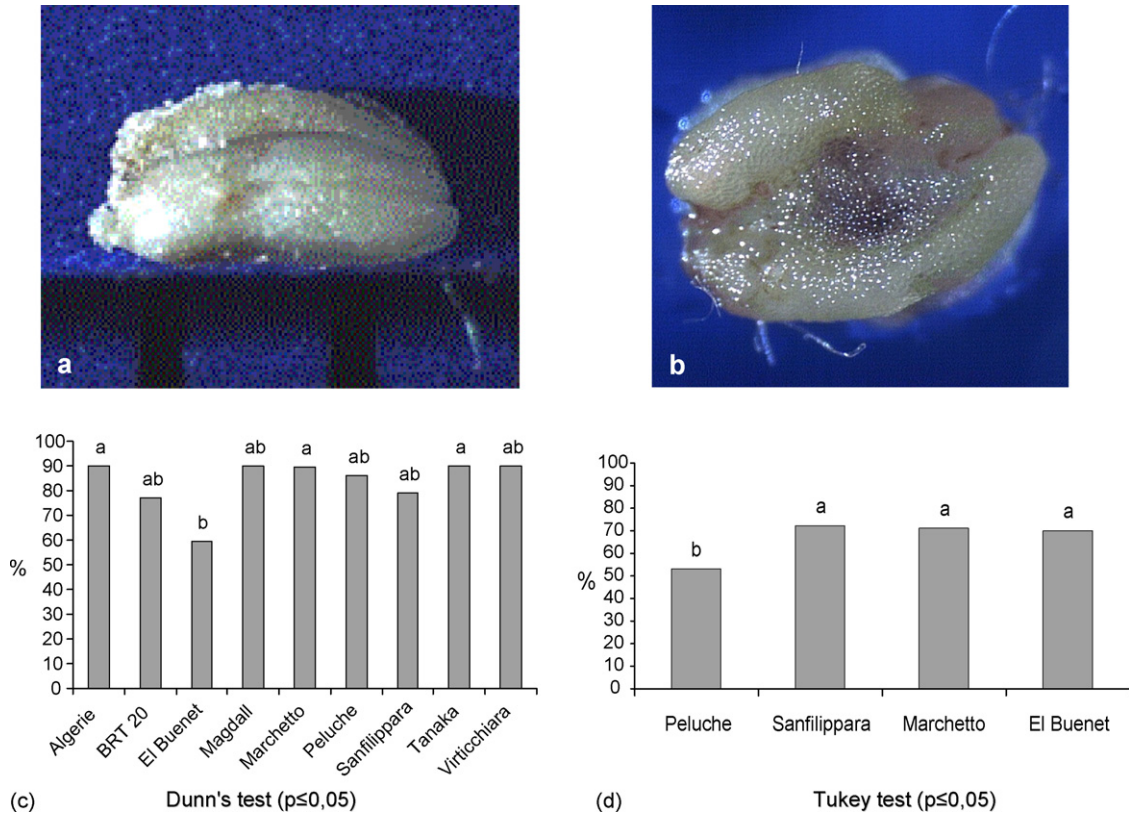 a
b
100
90
80
70
60
50
40
30
20
10
0
%
a
ab
b
ab
a
ab
ab
a
ab
Algerie
BRT 20
El Buenet
Magdall
Marchetto
Peluche
Sanfilippara
Tanaka
Virticchiara
(c) Dunn's test (p≤0,05)
100
90
80
70
60
50
40
30
20
10
0
%
b
a
a
a
Peluche Sanfilippara Marchetto El Buenet
(d) Tukey test (p≤0,05)